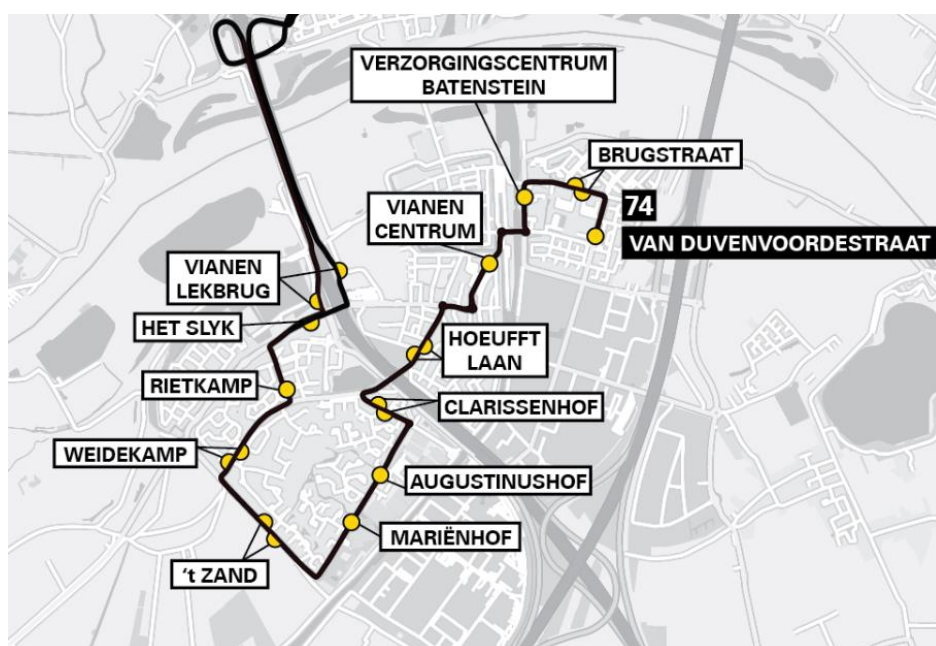 VERZORGINGSCENTRUM
BATENSTEIN
BRUGSTRAAT
74
VAN DUVENVOORDESTRAAT
VIANEN
CENTRUM
VIANEN
LEKBRUG
HET SLYK
HOEUFFT
LAAN
RIETKAMP
CLARISSENHOF
WEIDEKAMP
AUGUSTINUSHOF
MARIËNHOF
‘t ZAND